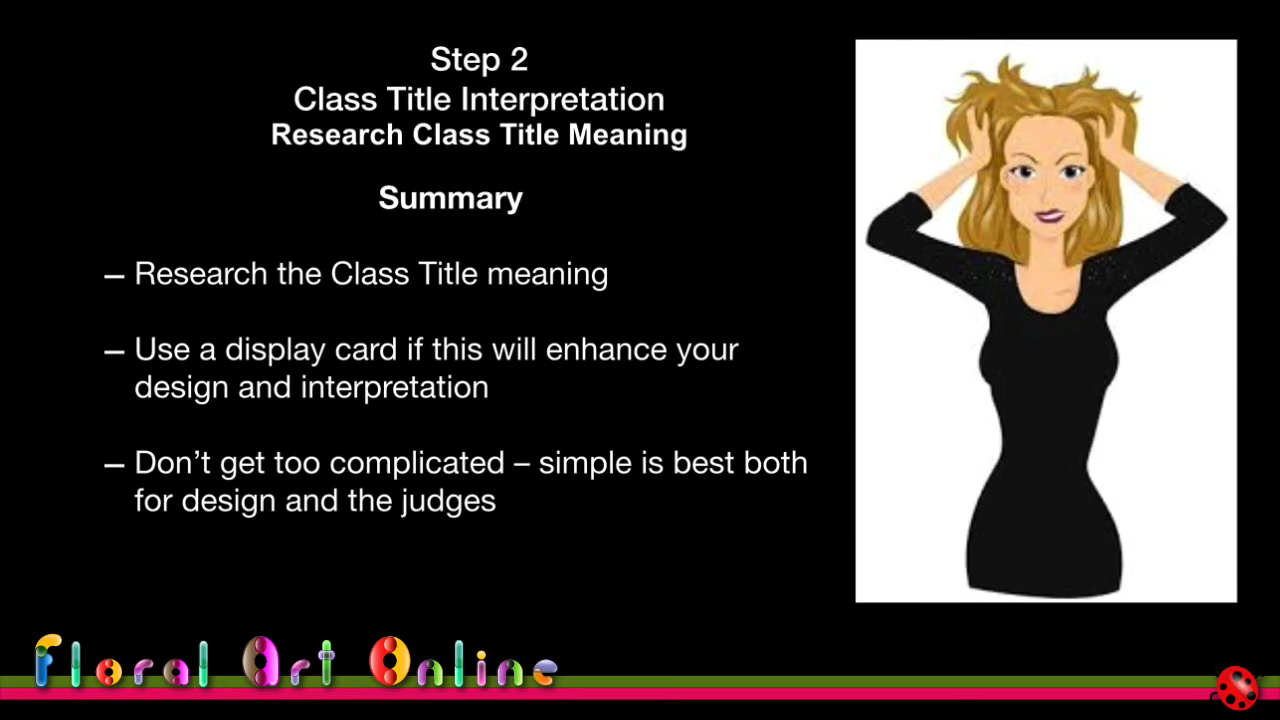 Step 2
Class Title Interpretation
Research Class Title Meaning
Summary
– Research the Class Title meaning
– Use a display card if this will enhance your
design and interpretation
– Don’t get too complicated – simple is best both
for design and the judges
Floral Art Online